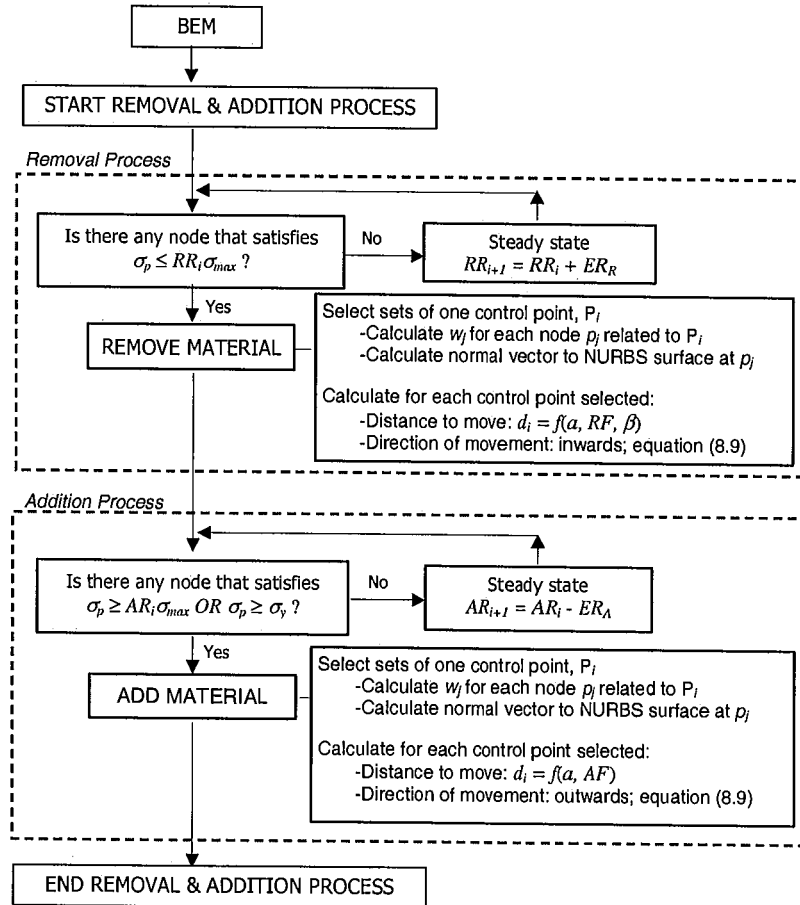 BEM
START REMOVAL & ADDITION PROCESS
Removal Process
Is there any node that satisfies
σp ≤ RRi σmax ?
No
Steady state
RRi+1 = RRi + ERR
Yes
REMOVE MATERIAL
Select sets of one control point, Pi
-Calculate wj for each node pj related to Pi
-Calculate normal vector to NURBS surface at pj
Calculate for each control point selected:
-Distance to move: di = f(a, RF, β)
-Direction of movement: inwards; equation (8.9)
Addition Process
Is there any node that satisfies
σp ≥ ARi σmax OR σp ≥ σy ?
No
Steady state
ARi+1 = ARi - ERA
Yes
ADD MATERIAL
Select sets of one control point, Pi
-Calculate wj for each node pj related to Pi
-Calculate normal vector to NURBS surface at pj
Calculate for each control point selected:
-Distance to move: di = f(a, AF)
-Direction of movement: outwards; equation (8.9)
END REMOVAL & ADDITION PROCESS